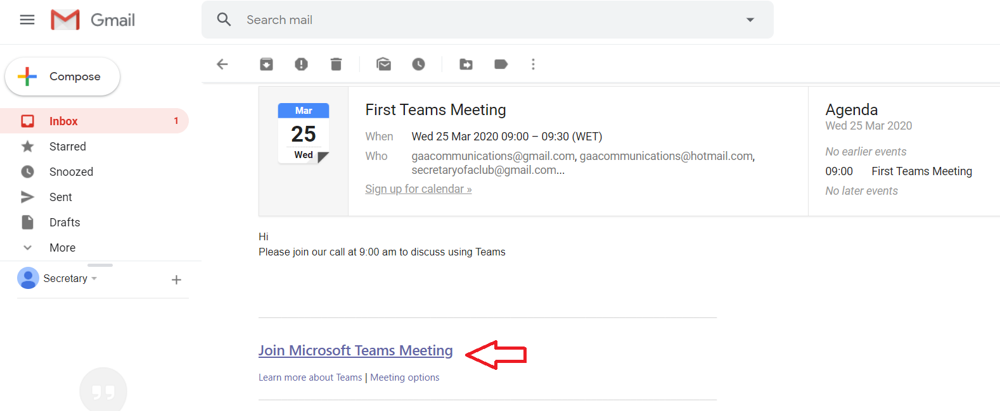 Gmail
Search mail
Compose
Inbox 1
Starred
Snoozed
Sent
Drafts
More
Secretary
Mar
25
Wed
First Teams Meeting
When Wed 25 Mar 2020 09:00 – 09:30 (WET)
Who gaacommunications@gmail.com, gaacommunications@hotmail.com,
secretaryofaclub@gmail.com...
Sign up for calendar »
Agenda
Wed 25 Mar 2020
No earlier events
09:00 First Teams Meeting
No later events
Hi
Please join our call at 9:00 am to discuss using Teams
Join Microsoft Teams Meeting
Learn more about Teams | Meeting options